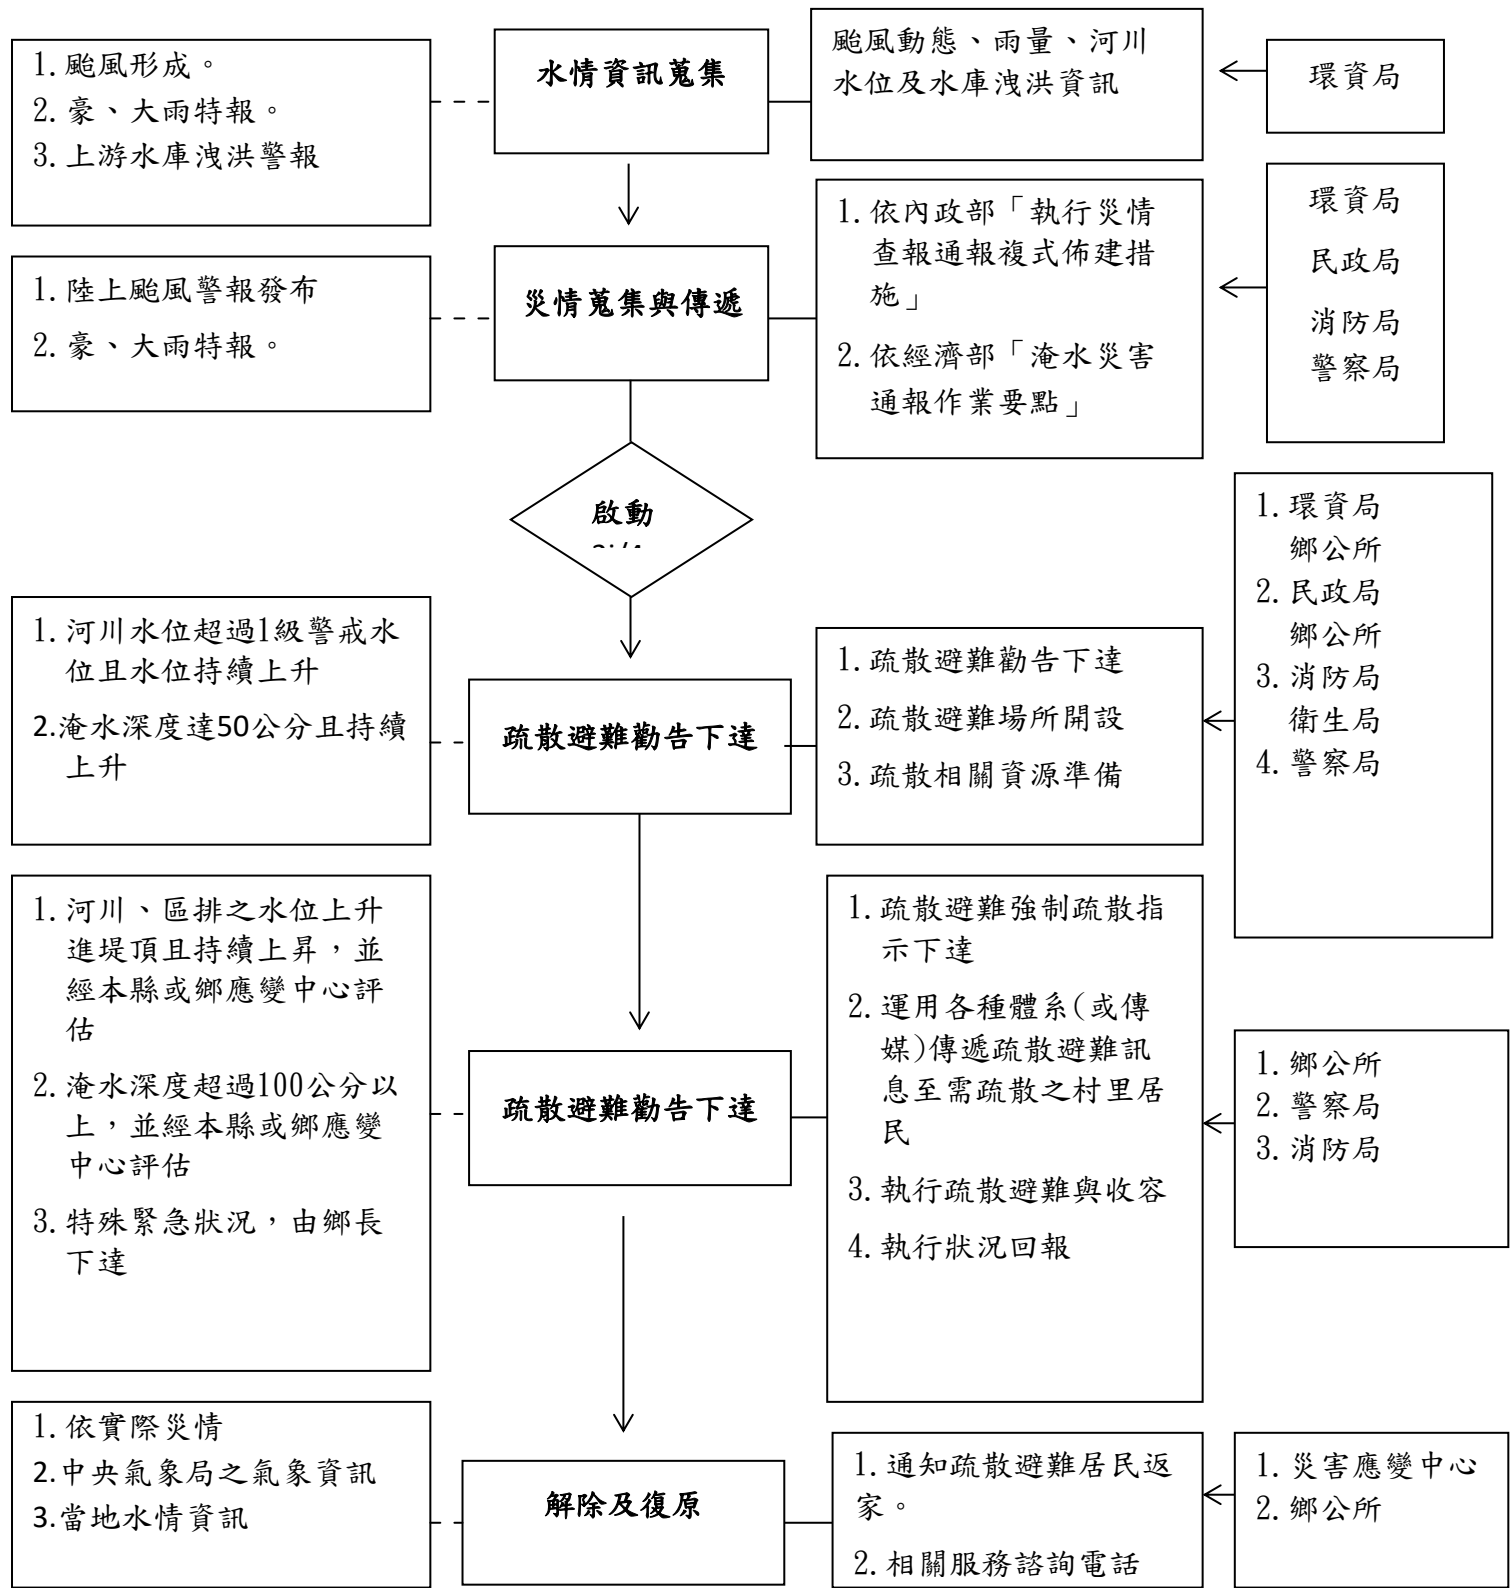 1.颱風形成。
2.豪、大雨特報。
3.上游水庫洩洪警報
水情資訊蒐集
颱風動態、雨量、河川
水位及水庫洩洪資訊
環資局
1.陸上颱風警報發布
2.豪、大雨特報。
災情蒐集與傳遞
1.依內政部「執行災情
查報通報複式佈建措
施」
2.依經濟部「淹水災害
通報作業要點」
環資局
民政局
消防局
警察局
啟動
1.河川水位超過1級警戒水
位且水位持續上升
2.淹水深度達50公分且持續
上升
疏散避難勸告下達
1.疏散避難勸告下達
2.疏散避難場所開設
3.疏散相關資源準備
1.環資局
鄉公所
2.民政局
鄉公所
3.消防局
衛生局
4.警察局
1.河川、區排之水位上升
進堤頂且持續上昇，並
經本縣或鄉應變中心評
估
2.淹水深度超過100公分以
上，並經本縣或鄉應變
中心評估
3.特殊緊急狀況，由鄉長
下達
疏散避難勸告下達
1.疏散避難強制疏散指
示下達
2.運用各種體系(或傳
媒)傳遞疏散避難訊
息至需疏散之村里居
民
3.執行疏散避難與收容
4.執行狀況回報
1.鄉公所
2.警察局
3.消防局
1.依實際災情
2.中央氣象局之氣象資訊
3.當地水情資訊
解除及復原
1.通知疏散避難居民返
家。
2.相關服務諮詢電話
1.災害應變中心
2.鄉公所